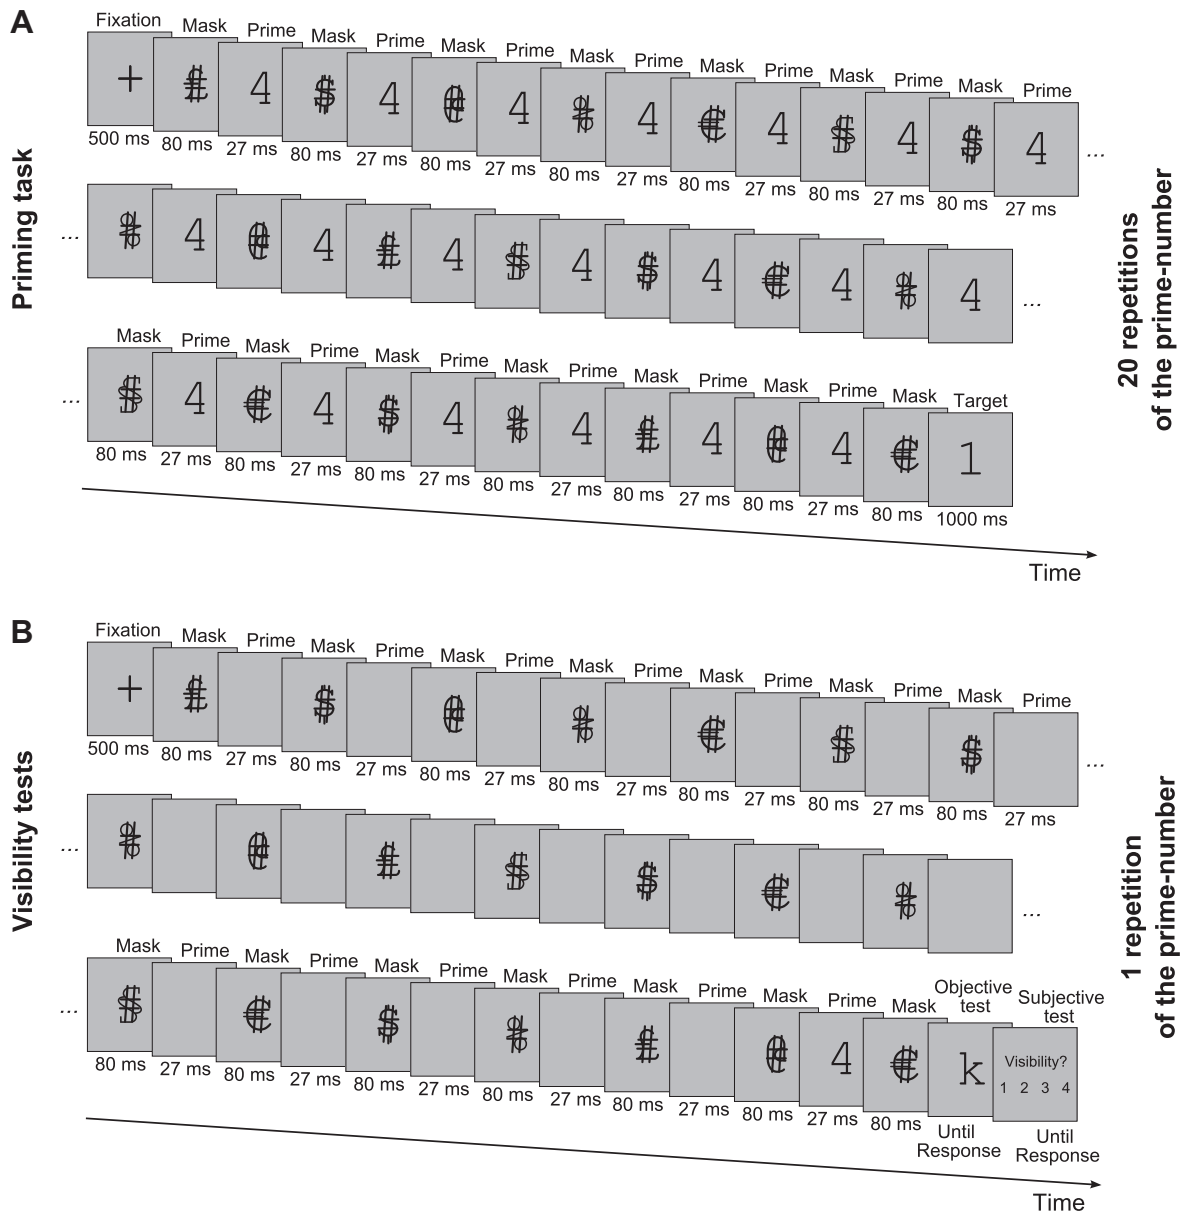 A
Priming task
Fixation Mask Prime Mask Prime Mask Prime Mask Prime Mask Prime Mask Prime Mask Prime
+ 4 4 4 4 4 4 4 ...
500 ms 80 ms 27 ms 80 ms 27 ms 80 ms 27 ms 80 ms 27 ms 80 ms 27 ms 80 ms 27 ms 80 ms 27 ms
... 4 4 4 4 4 4 4 ...
Mask Prime Mask Prime Mask Prime Mask Prime Mask Prime Mask Prime Mask Target
... 4 4 4 4 4 4 1
80 ms 27 ms 80 ms 27 ms 80 ms 27 ms 80 ms 27 ms 80 ms 27 ms 80 ms 27 ms 80 ms 1000 ms
Time
20 repetitions
of the prime-number
B
Visibility tests
Fixation Mask Prime Mask Prime Mask Prime Mask Prime Mask Prime Mask Prime Mask Prime
+ ...
500 ms 80 ms 27 ms 80 ms 27 ms 80 ms 27 ms 80 ms 27 ms 80 ms 27 ms 80 ms 27 ms 80 ms 27 ms
... ...
Mask Prime Mask Prime Mask Prime Mask Prime Mask Prime Mask Prime Mask
Objective
test
Subjective
test
... 4 k
Visibility?
1 2 3 4
80 ms 27 ms 80 ms 27 ms 80 ms 27 ms 80 ms 27 ms 80 ms 27 ms 80 ms 27 ms 80 ms
Until
Response
Until
Response
Time
1 repetition
of the prime-number